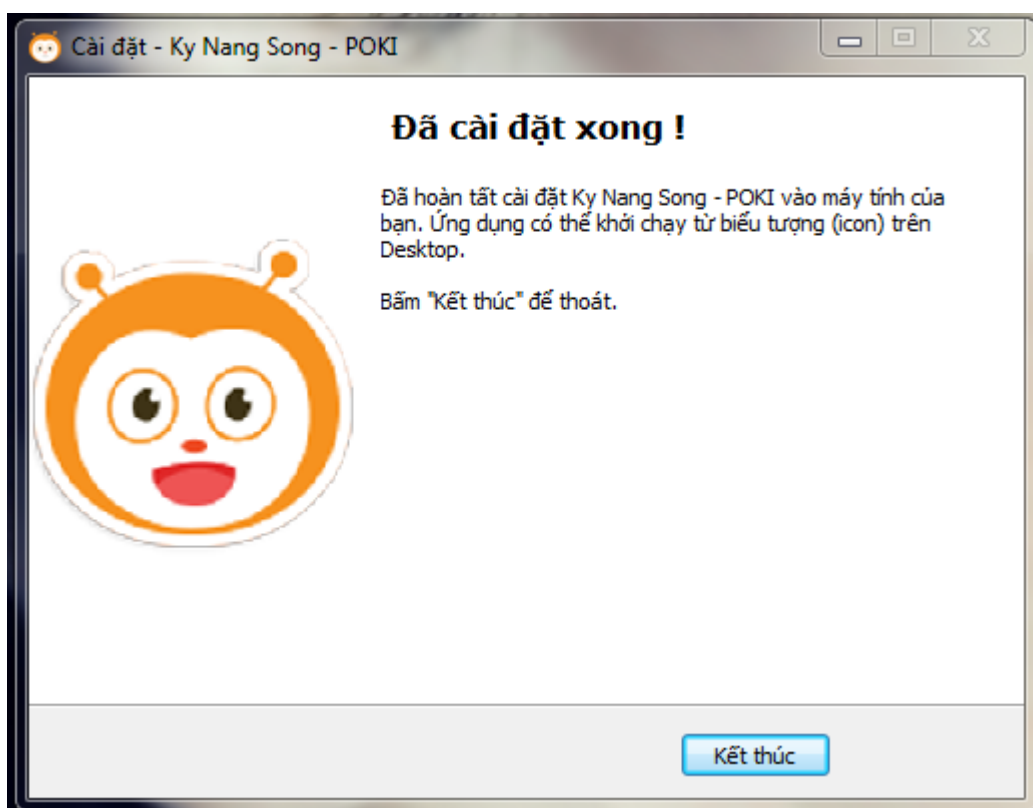 Cài đặt - Ky Nang Song - POKI
Đã cài đặt xong !
Đã hoàn tất cài đặt Ky Nang Song - POKI vào máy tính của
bạn. Ứng dụng có thể khởi chạy từ biểu tượng (icon) trên
Desktop.
Bấm "Kết thúc" để thoát.
Kết thúc